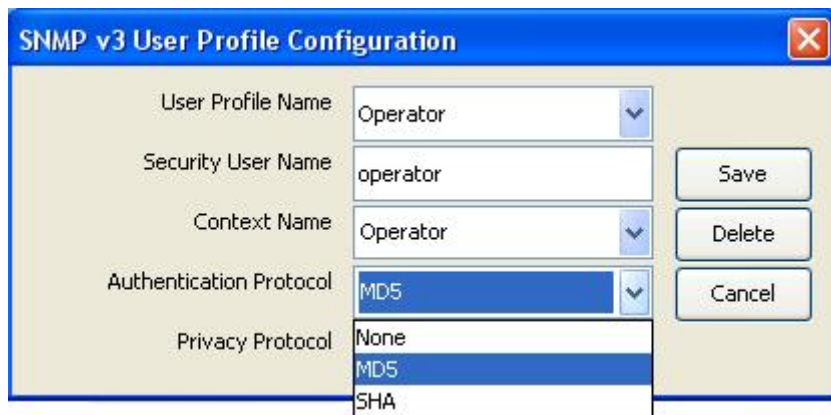 SNMP v3 User Profile Configuration
User Profile Name
Operator
Security User Name
operator
Save
Context Name
Operator
Delete
Authentication Protocol
MD5
Cancel
Privacy Protocol
None
MD5
SHA